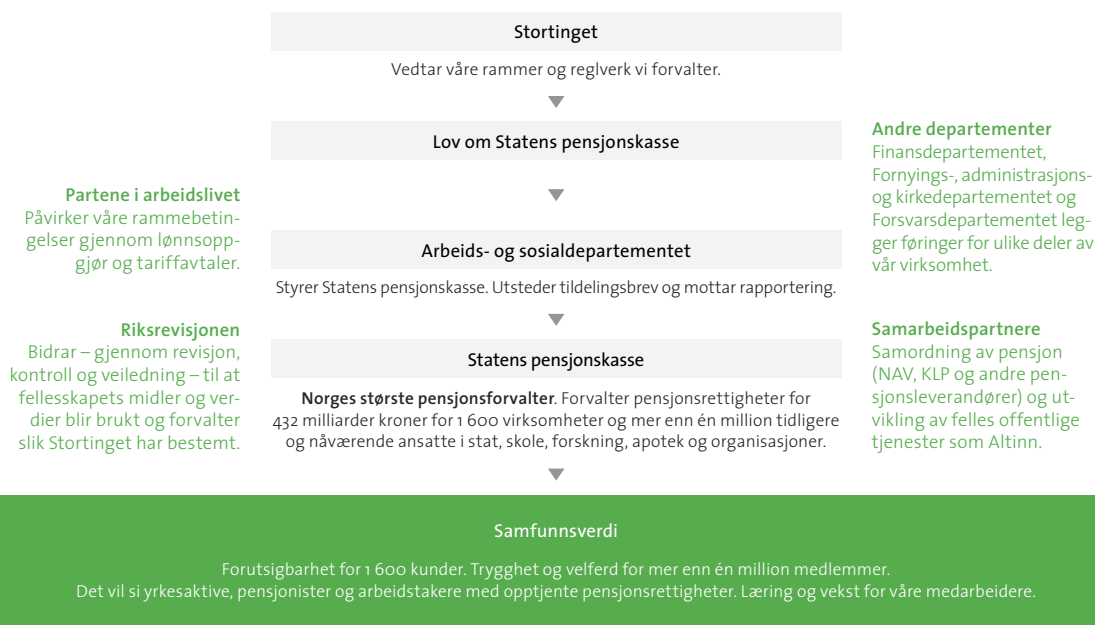 Stortinget
Vedtar våre rammer og reglverk vi forvalter.
Lov om Statens pensjonskasse
Partene i arbeidslivet
Påvirker våre rammebetin-
gelser gjennom lønnsopp-
gjør og tariffavtaler.
Andre departementer
Finansdepartementet,
Fornyings-, administrasjons-
og kirkedepartementet og
Forsvarsdepartementet leg-
ger føringer for ulike deler av
vår virksomhet.
Arbeids- og sosialdepartementet
Styrer Statens pensjonskasse. Utsteder tildelingsbrev og mottar rapportering.
Riksrevisjonen
Bidrar – gjennom revisjon,
kontroll og veiledning – til at
fellesskapets midler og ver-
dier blir brukt og forvalter
slik Stortinget har bestemt.
Statens pensjonskasse
Norges største pensjonsforvalter. Forvalter pensjonsrettigheter for
432 milliarder kroner for 1 600 virksomheter og mer enn én million tidligere
og nåværende ansatte i stat, skole, forskning, apotek og organisasjoner.
Samarbeidspartnere
Samordning av pensjon
(NAV, KLP og andre pen-
sjonsleverandører) og ut-
vikling av felles offentlige
tjenester som Altinn.
Samfunnsverdi
Forutsigbarhet for 1 600 kunder. Trygghet og velferd for mer enn én million medlemmer.
Det vil si yrkesaktive, pensjonister og arbeidstakere med opptjente pensjonsrettigheter. Læring og vekst for våre medarbeidere.